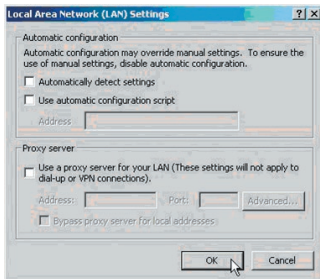 Local Area Network (LAN) Settings
Automatic configuration
Automatic configuration may override manual settings. To ensure the
use of manual settings, disable automatic configuration.
Automatically detect settings
Use automatic configuration script
Address
Proxy server
Use a proxy server for your LAN (These settings will not apply to
dial-up or VPN connections).
Address:
Port:
Advanced...
Bypass proxy server for local addresses
OK
Cancel